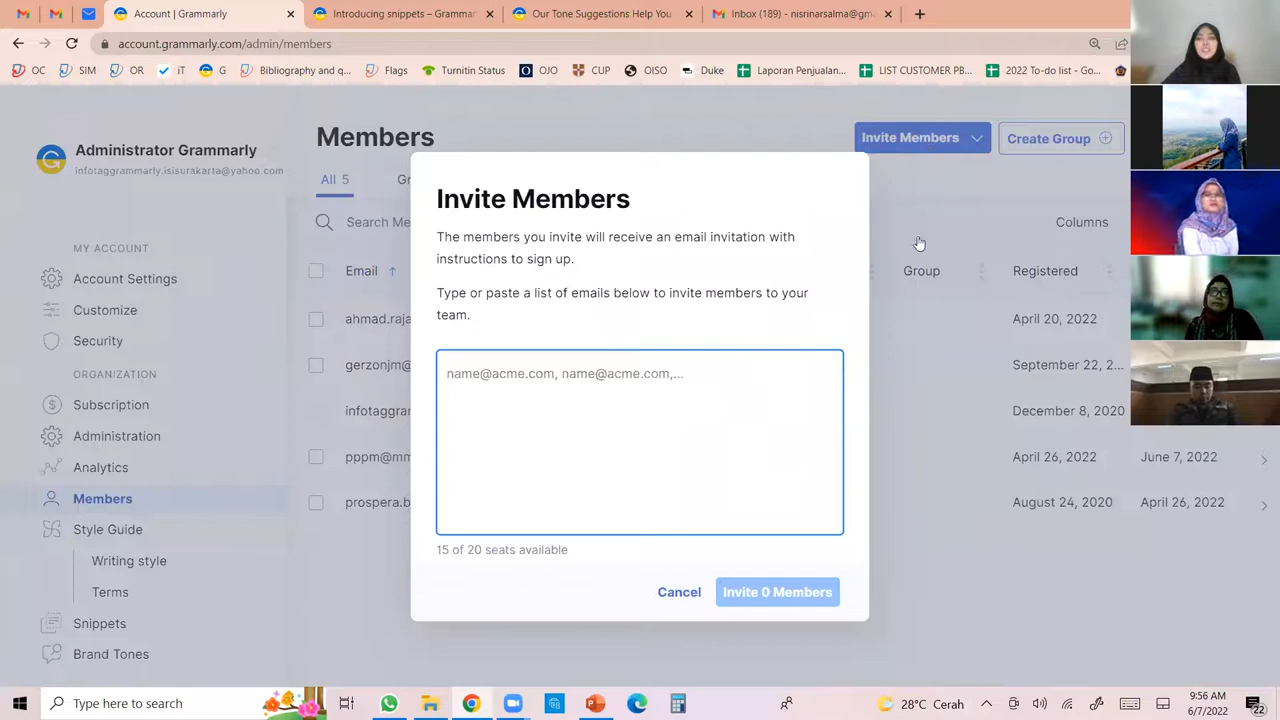 Account | Grammarly
Introducing snippets - Grammar
Our Tone Suggestions Help You
Inbox (189) - nisrinarsalma@gm
account.grammarly.com/admin/members
OC
SIM
OR
iT
G
Bibliography and q...
Flags
Turnitin Status
OJO
CUP
OISO
Duke
Laporan Penjualan...
LIST CUSTOMER PB...
2022 To-do list - Go...
Administrator Grammarly
infotaggrammarly.isisurakarta@yahoo.com
MY ACCOUNT
Account Settings
Customize
Security
ORGANIZATION
Subscription
Administration
Analytics
Members
Style Guide
Writing style
Terms
Snippets
Brand Tones
Members
Invite Members
Create Group
All 5
Gr
Search Me
Columns
Email
Group
Registered
ahmad.raja
April 20, 2022
gerzonjm@
September 22, 2...
infotaggrar
December 8, 2020
pppm@mm
April 26, 2022
June 7, 2022
prospera.b
August 24, 2020
April 26, 2022
Invite Members
The members you invite will receive an email invitation with
instructions to sign up.
Type or paste a list of emails below to invite members to your
team.
name@acme.com, name@acme.com,...
15 of 20 seats available
Cancel
Invite 0 Members
Type here to search
28°C Cerah
9:56 AM
6/7/2022
22